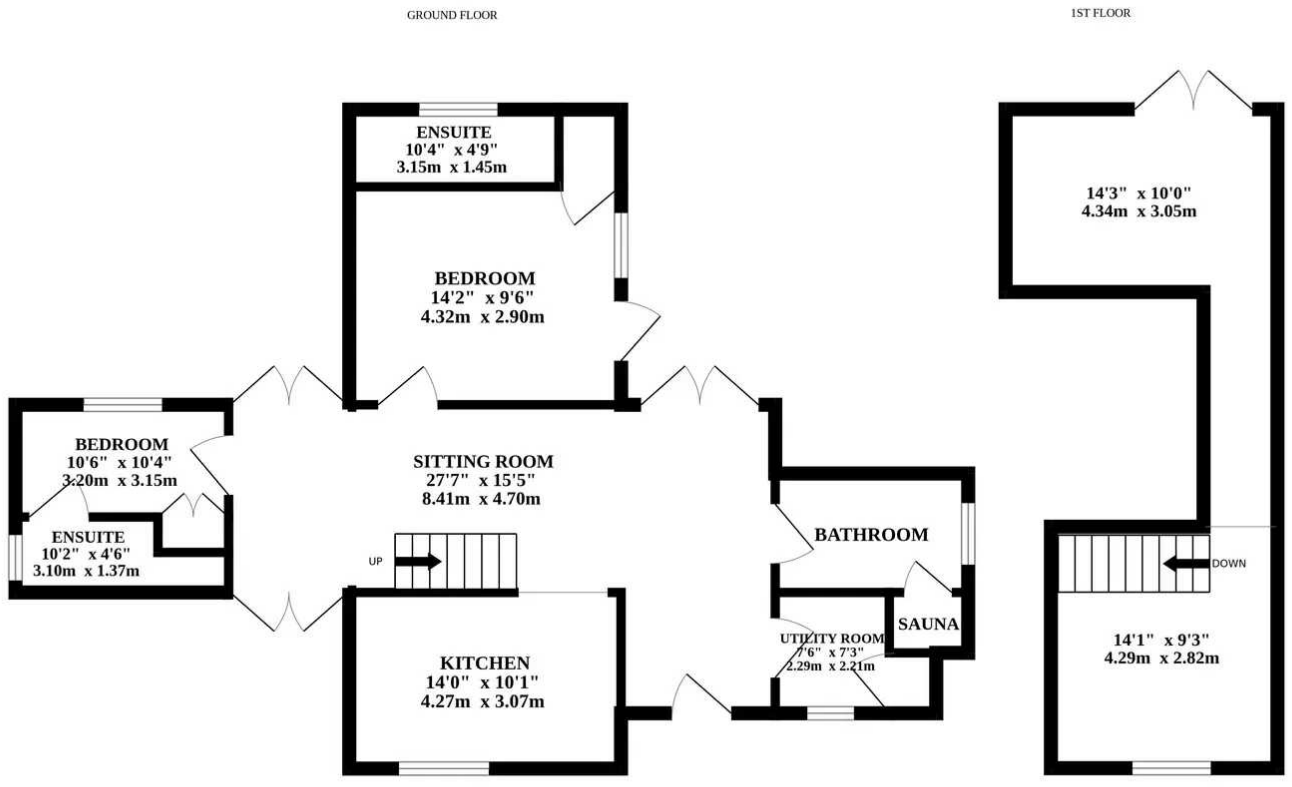 GROUND FLOOR
1ST FLOOR
ENSUITE
10'4" x 4'9"
3.15m x 1.45m
14'3" x 10'0"
4.34m x 3.05m
BEDROOM
14'2" x 9'6"
4.32m x 2.90m
BEDROOM
10'6" x 10'4"
3.20m x 3.15m
SITTING ROOM
27'7" x 15'5"
8.41m x 4.70m
ENSUITE
10'2" x 4'6"
3.10m x 1.37m
UP
BATHROOM
DOWN
SAUNA
UTILITY ROOM
7'6" x 7'3"
2.29m x 2.21m
KITCHEN
14'0" x 10'1"
4.27m x 3.07m
14'1" x 9'3"
4.29m x 2.82m